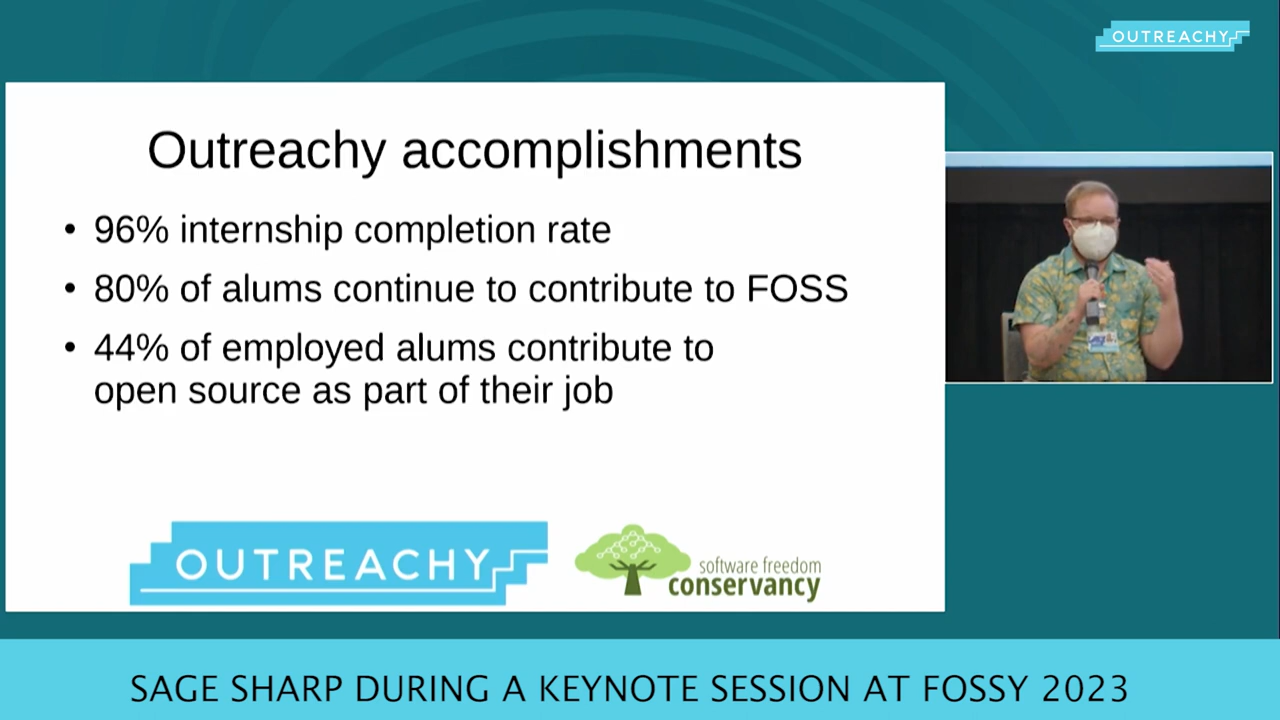 OUTREACHY
Outreachy accomplishments
• 96% internship completion rate
• 80% of alums continue to contribute to FOSS
• 44% of employed alums contribute to
open source as part of their job
OUTREACHY
software freedom
conservancy
SAGE SHARP DURING A KEYNOTE SESSION AT FOSSY 2023